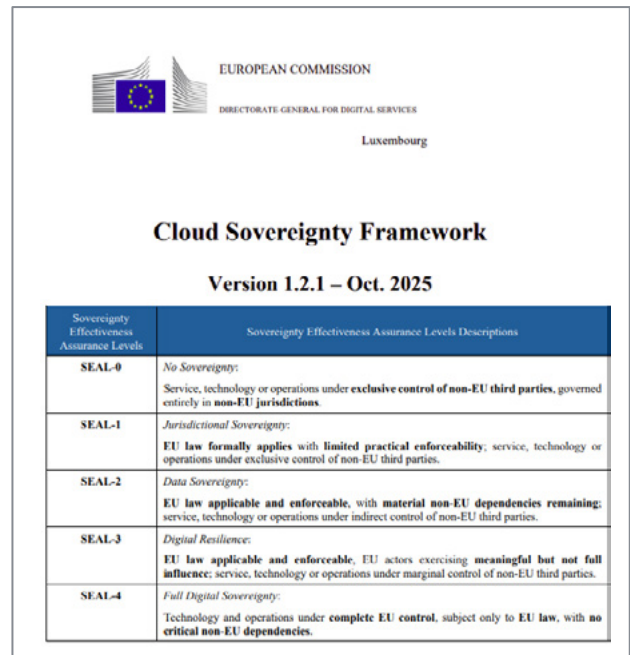 EUROPEAN COMMISSION
DIRECTORATE-GENERAL FOR DIGITAL SERVICES
Luxembourg
Cloud Sovereignty Framework
Version 1.2.1 – Oct. 2025
Sovereignty
Effectiveness
Assurance Levels
Sovereignty Effectiveness Assurance Levels Descriptions
SEAL-0
No Sovereignty:
Service, technology or operations under exclusive control of non-EU third parties, governed
entirely in non-EU jurisdictions.
SEAL-1
Jurisdictional Sovereignty:
EU law formally applies with limited practical enforceability; service, technology or
operations under exclusive control of non-EU third parties.
SEAL-2
Data Sovereignty:
EU law applicable and enforceable, with material non-EU dependencies remaining;
service, technology or operations under indirect control of non-EU third parties.
SEAL-3
Digital Resilience:
EU law applicable and enforceable, EU actors exercising meaningful but not full
influence; service, technology or operations under marginal control of non-EU third parties.
SEAL-4
Full Digital Sovereignty:
Technology and operations under complete EU control, subject only to EU law, with no
critical non-EU dependencies.